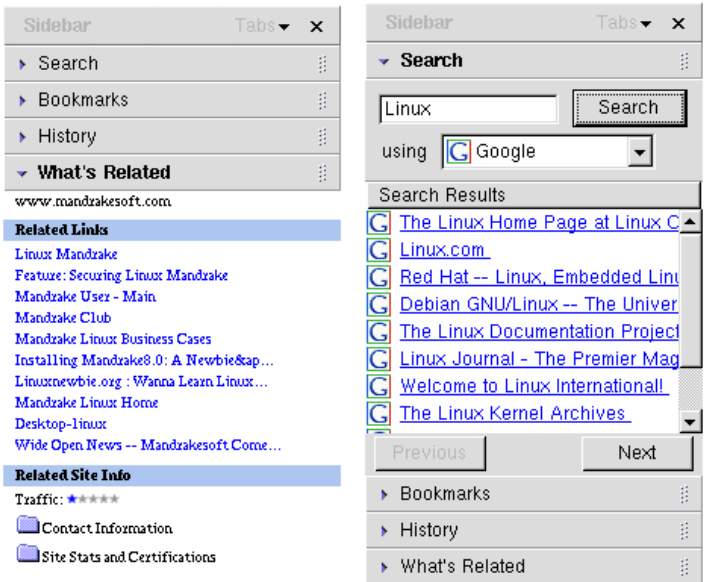 Sidebar Tabs
Search
Bookmarks
History
What's Related
www.mandrakesoft.com
Related Links
Linux Mandrake
Feature: Securing Linux Mandrake
Mandrake User - Main
Mandrake Club
Mandrake Linux Business Cases
Installing Mandrake8.0: A Newbie&ap...
Linuxnewbie.org : Wanna Learn Linux...
Mandrake Linux Home
Desktop-linux
Wide Open News -- Mandrakesoft Come...
Related Site Info
Traffic:
Contact Information
Site Stats and Certifications
Sidebar Tabs
Search
Linux Search
using Google
Search Results
The Linux Home Page at Linux O
Linux.com
Red Hat -- Linux, Embedded Linu
Debian GNU/Linux -- The Univer
The Linux Documentation Project
Linux Journal - The Premier Mag
Welcome to Linux International!
The Linux Kernel Archives
Previous Next
Bookmarks
History
What's Related